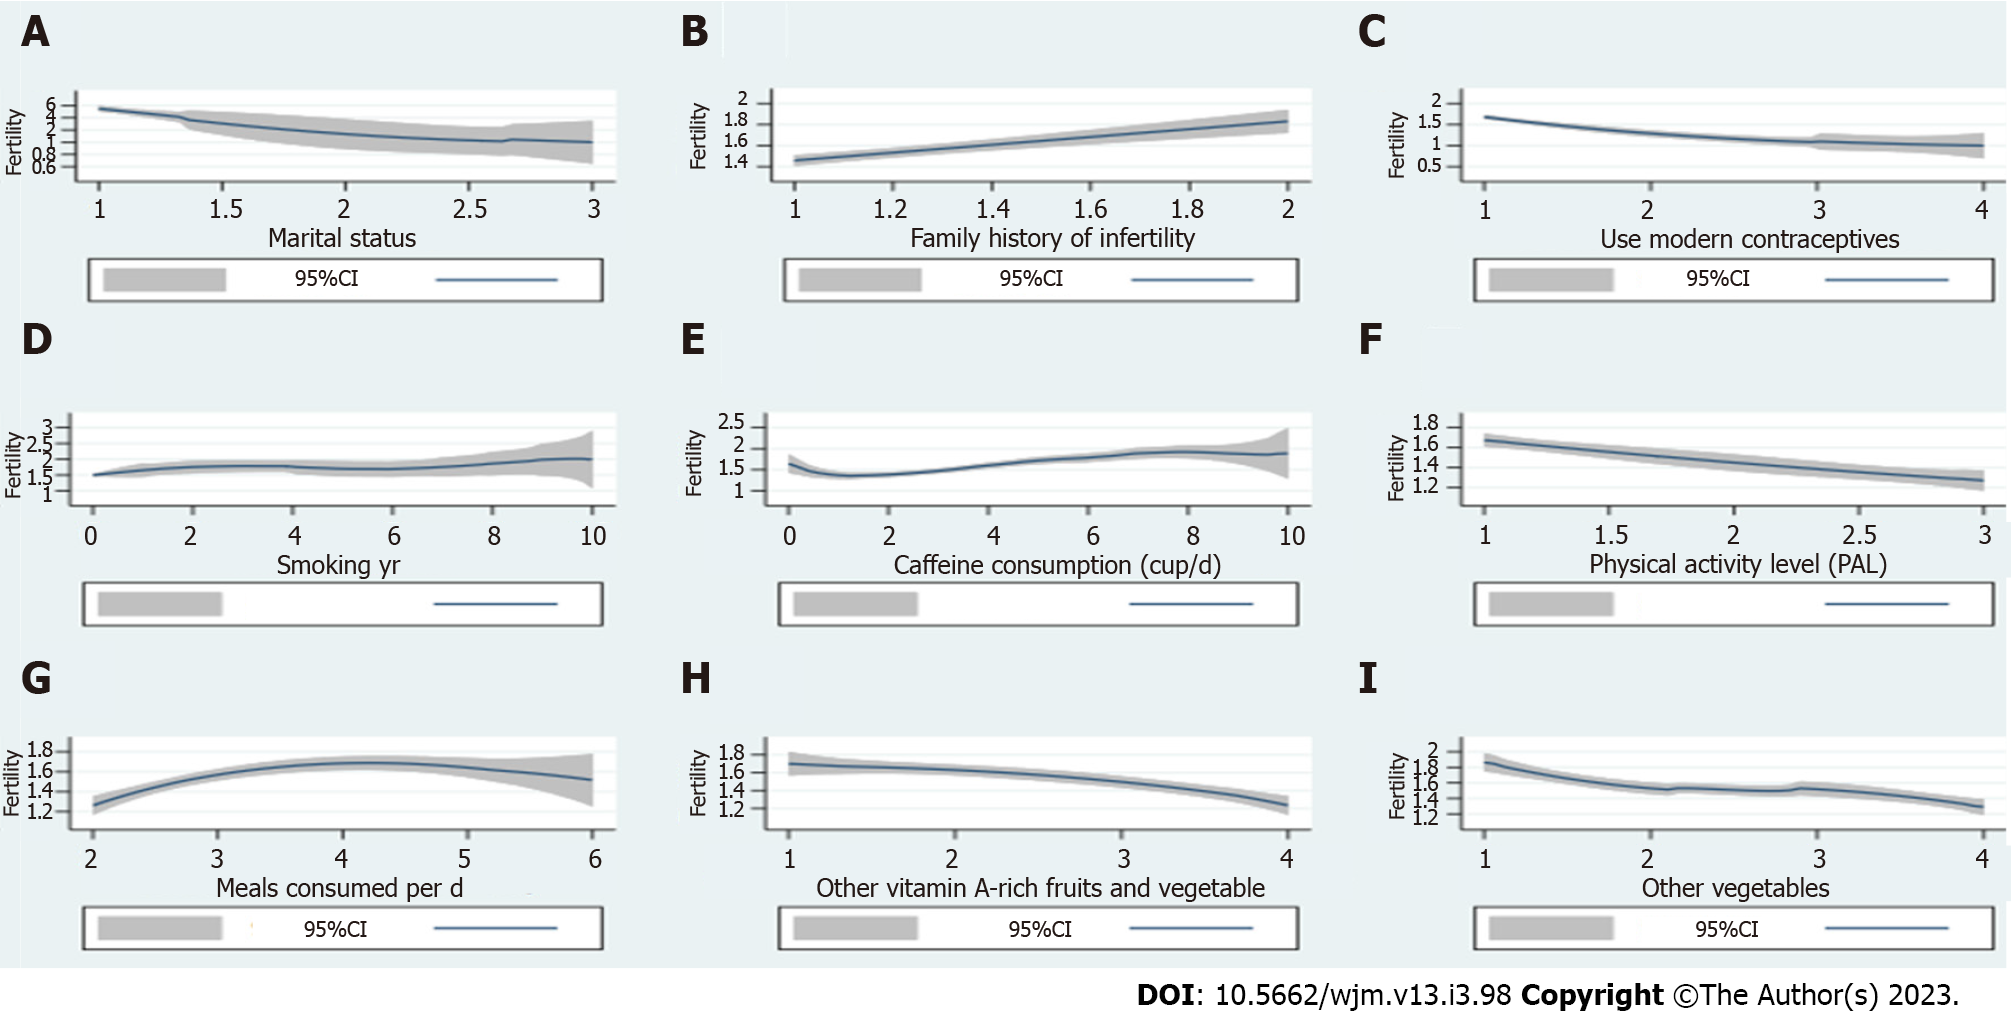 A B C
6
4
2
1
0.8
0.6
Fertility
1 1.5 2 2.5 3
Marital status
95%CI
2
1.8
1.6
1.4
Fertility
1 1.2 1.4 1.6 1.8 2
Family history of infertility
95%CI
2
1.5
1
0.5
Fertility
1 2 3 4
Use modern contraceptives
95%CI
D E F
3
2.5
2
1.5
1
Fertility
0 2 4 6 8 10
Smoking yr
2.5
2
1.5
1
Fertility
0 2 4 6 8 10
Caffeine consumption (cup/d)
1.8
1.6
1.4
1.2
Fertility
1 1.5 2 2.5 3
Physical activity level (PAL)
G H I
1.8
1.6
1.4
1.2
Fertility
2 3 4 5 6
Meals consumed per d
95%CI
1.8
1.6
1.4
1.2
Fertility
1 2 3 4
Other vitamin A-rich fruits and vegetable
95%CI
2
1.8
1.6
1.4
1.2
Fertility
1 2 3 4
Other vegetables
95%CI
DOI: 10.5662/wjm.v13.i3.98 Copyright ©The Author(s) 2023.